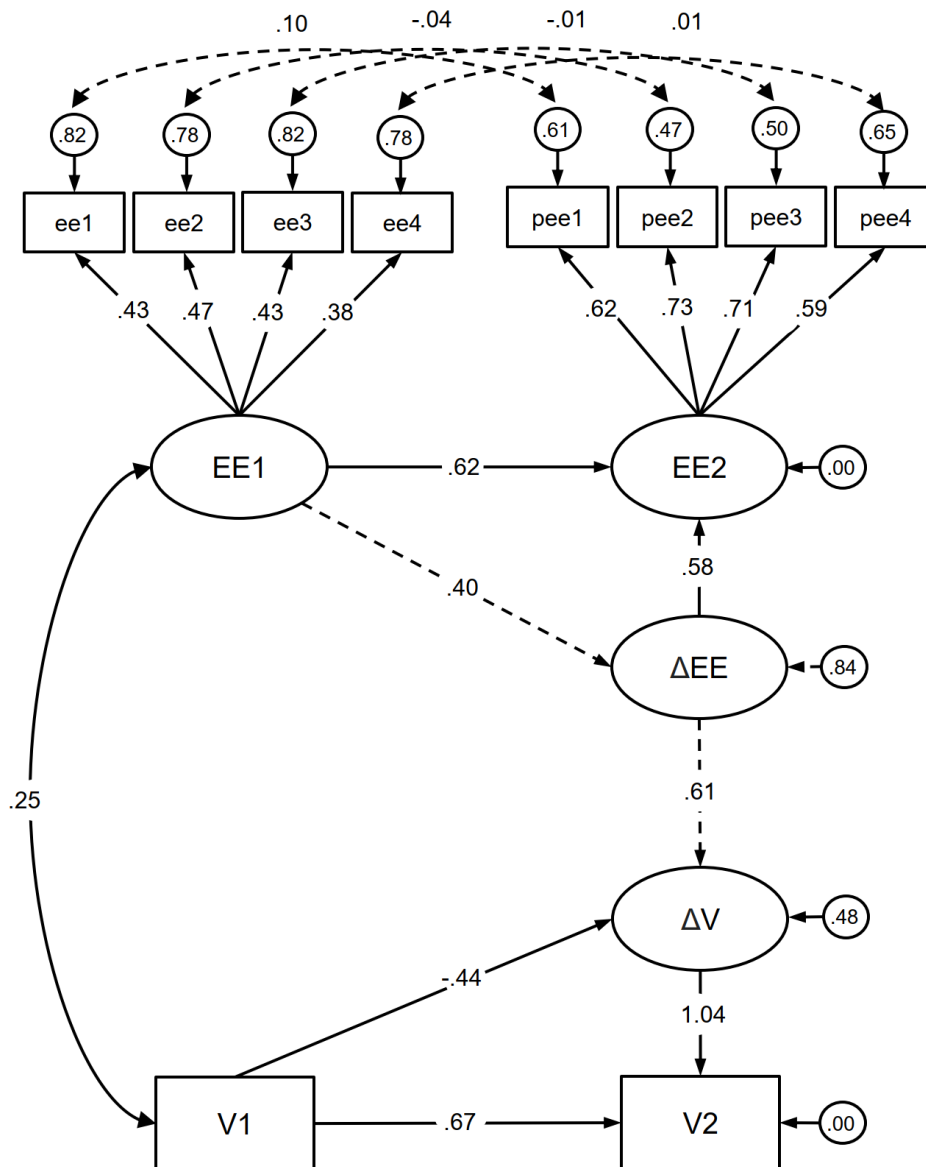 .10 -.04 -.01 .01
.82 .78 .82 .78 .61 .47 .50 .65
ee1 ee2 ee3 ee4 pee1 pee2 pee3 pee4
.43 .47 .43 .38 .62 .73 .71 .59
EE1 .62 EE2 .00
.58
.40
ΔEE .84
.61
.25
ΔV .48
-.44
1.04
V1 .67 V2 .00